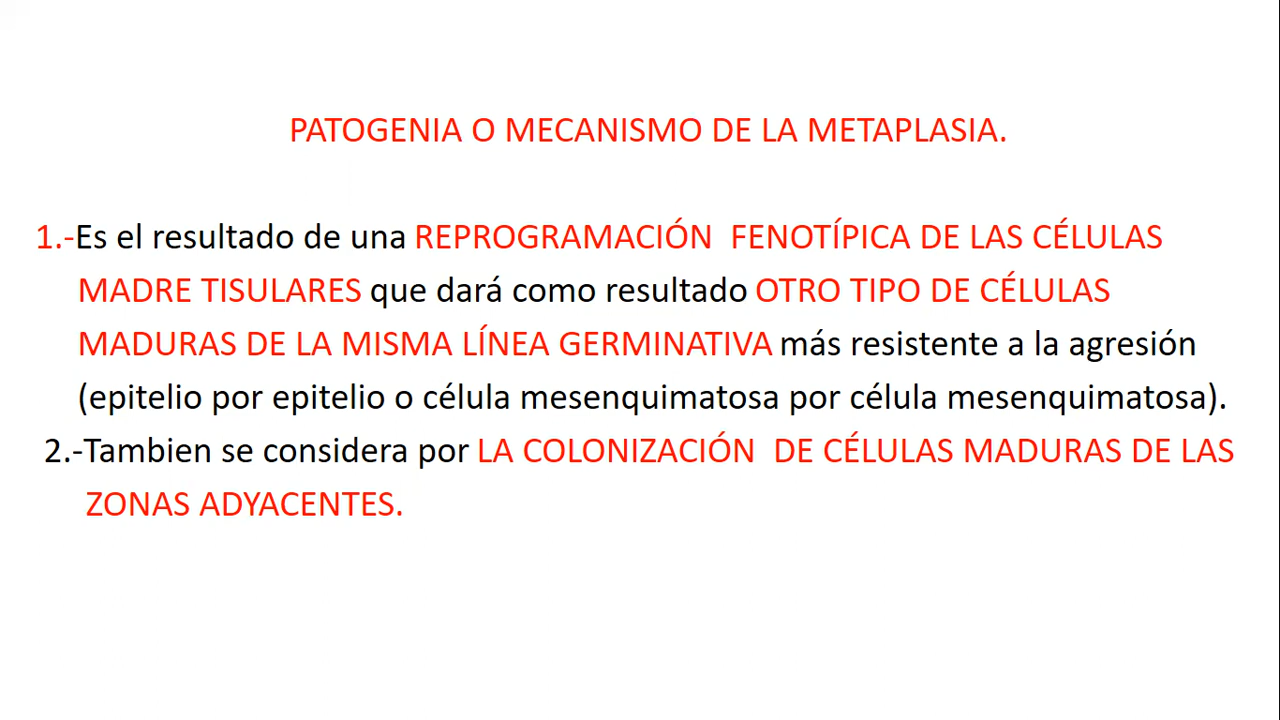 PATOGENIA O MECANISMO DE LA METAPLASIA.
1.-Es el resultado de una REPROGRAMACIÓN FENOTÍPICA DE LAS CÉLULAS
MADRE TISULARES que dará como resultado OTRO TIPO DE CÉLULAS
MADURAS DE LA MISMA LÍNEA GERMINATIVA más resistente a la agresión
(epitelio por epitelio o célula mesenquimatosa por célula mesenquimatosa).
2.-Tambien se considera por LA COLONIZACIÓN DE CÉLULAS MADURAS DE LAS
ZONAS ADYACENTES.